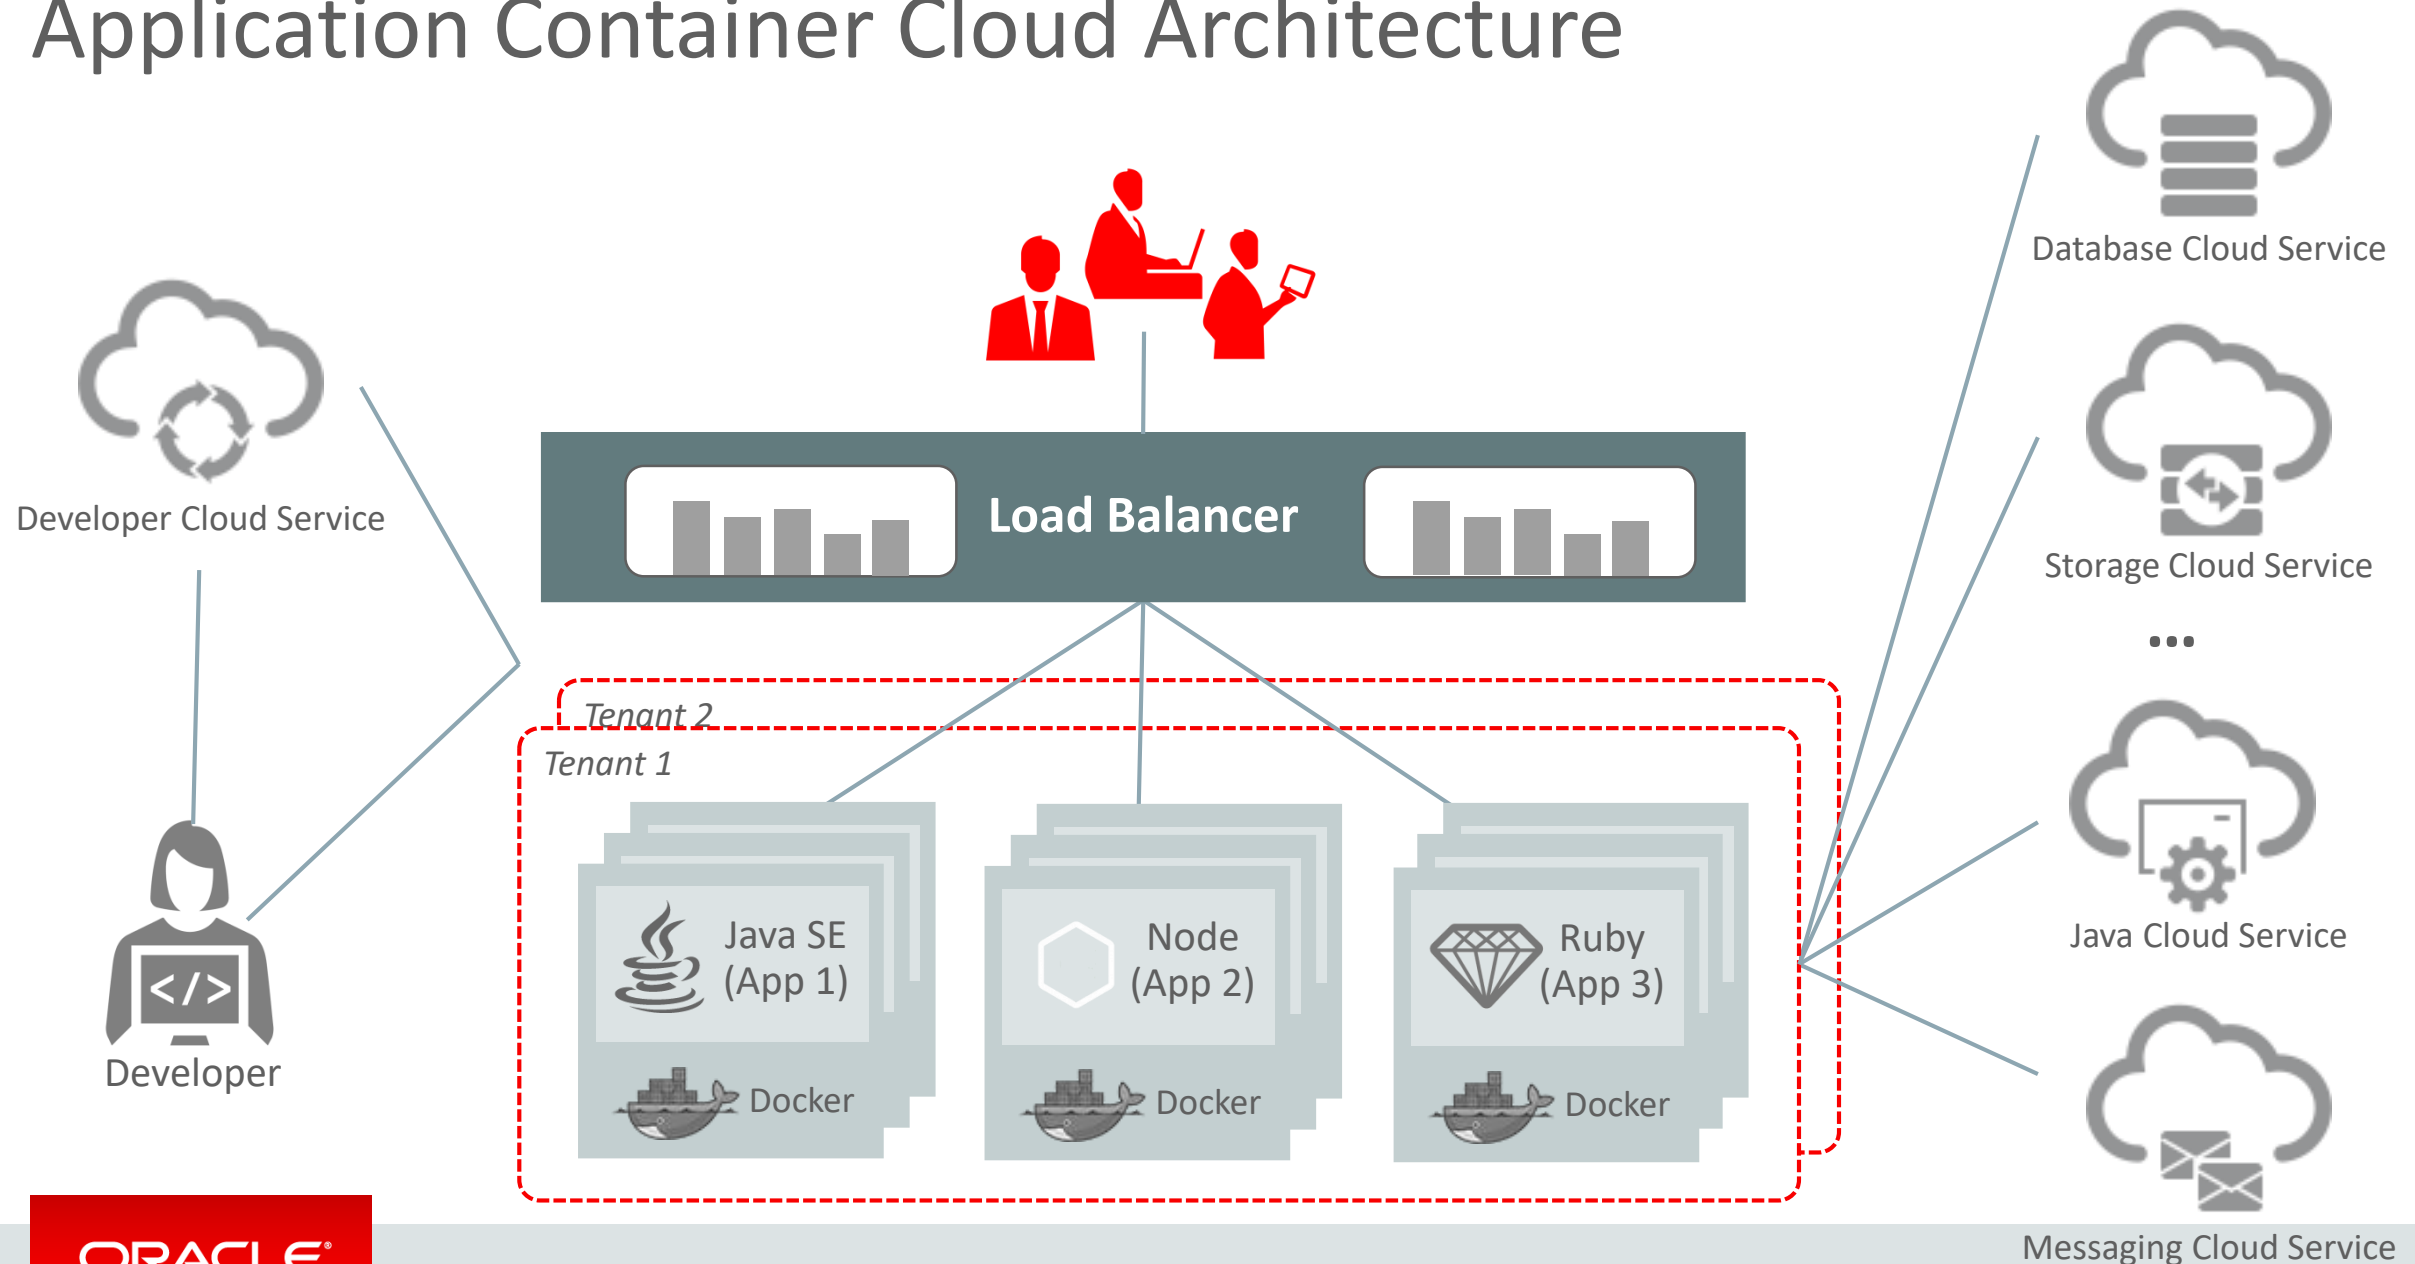 Application Container Cloud Architecture
Database Cloud Service
Developer Cloud Service
Load Balancer
Storage Cloud Service
...
Tenant 2
Tenant 1
Java SE
(App 1)
Node
(App 2)
Ruby
(App 3)
Java Cloud Service
</>
Developer
Docker
Docker
Docker
ORACLE®
Messaging Cloud Service